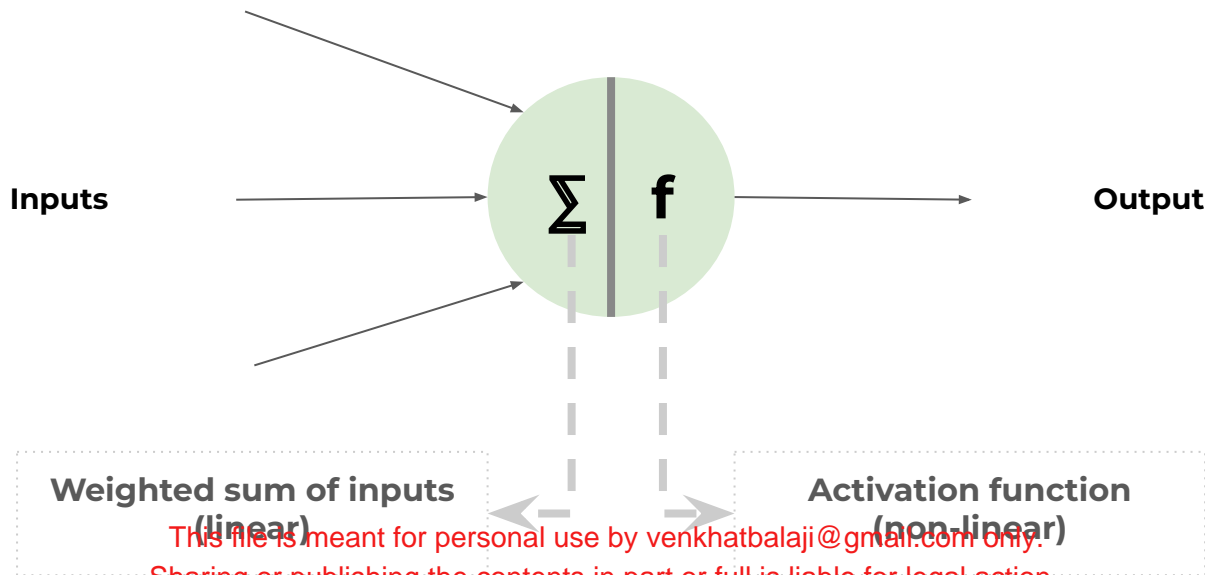 Inputs
∑ f
Output
Weighted sum of inputs
(linear)
Activation function
(non-linear)
This file is meant for personal use by venkhatbalaji@gmail.com only.
Sharing or publishing the contents in part or full is liable for legal action.